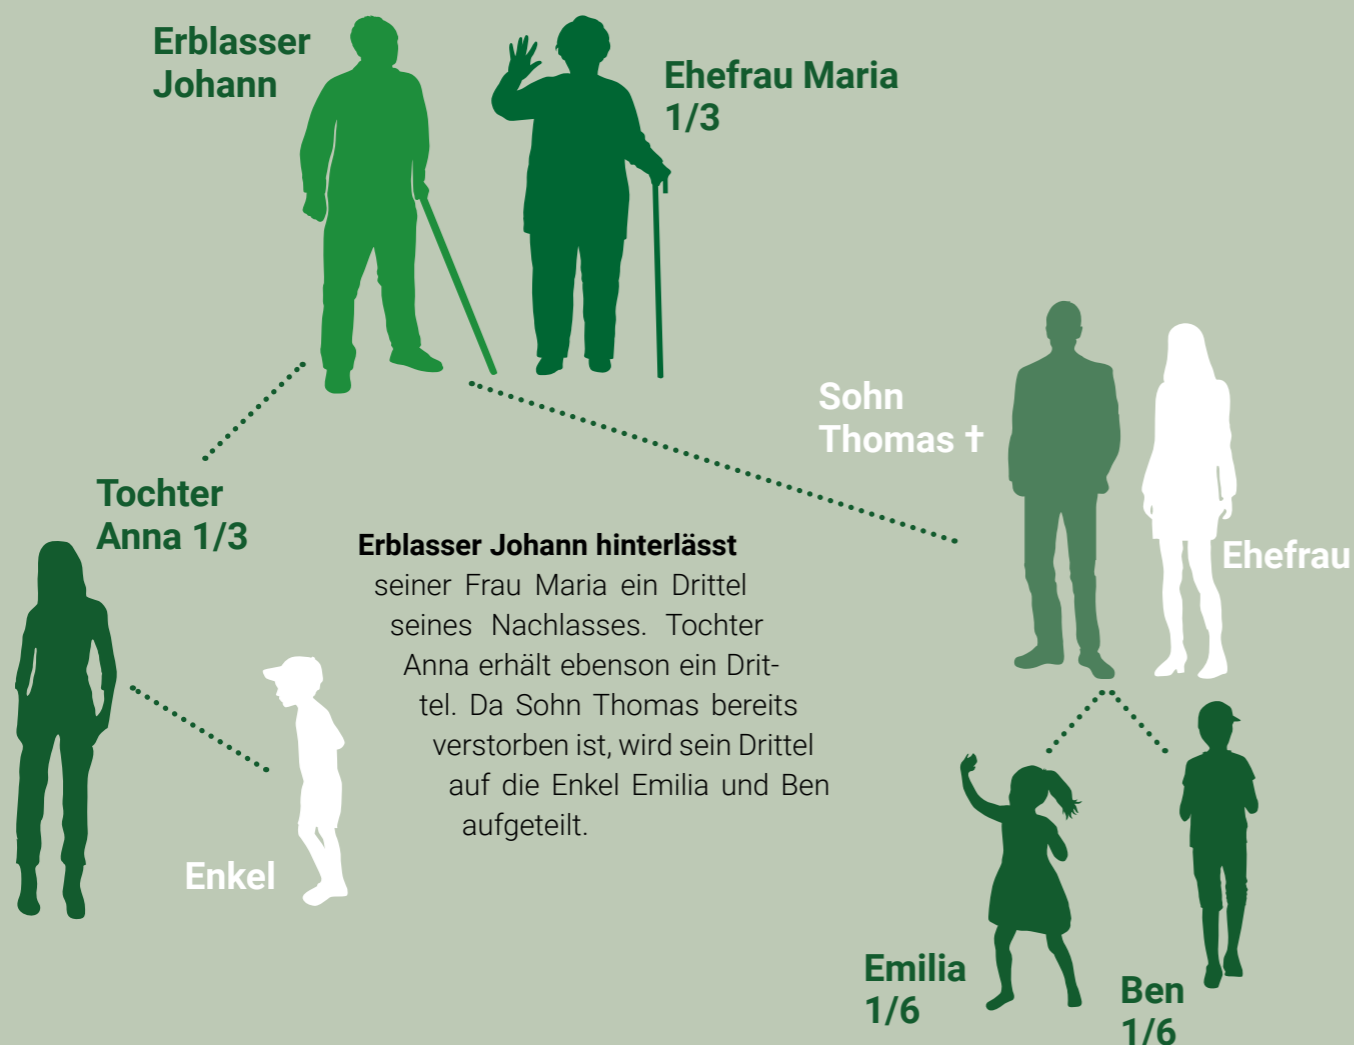 Erblasser
Johann
Ehefrau Maria
1/3
Sohn
Thomas †
Ehefrau
Tochter
Anna 1/3
Erblasser Johann hinterlässt
seiner Frau Maria ein Drittel
seines Nachlasses. Tochter
Anna erhält ebenson ein Drit-
tel. Da Sohn Thomas bereits
verstorben ist, wird sein Drittel
auf die Enkel Emilia und Ben
aufgeteilt.
Enkel
Emilia
1/6
Ben
1/6